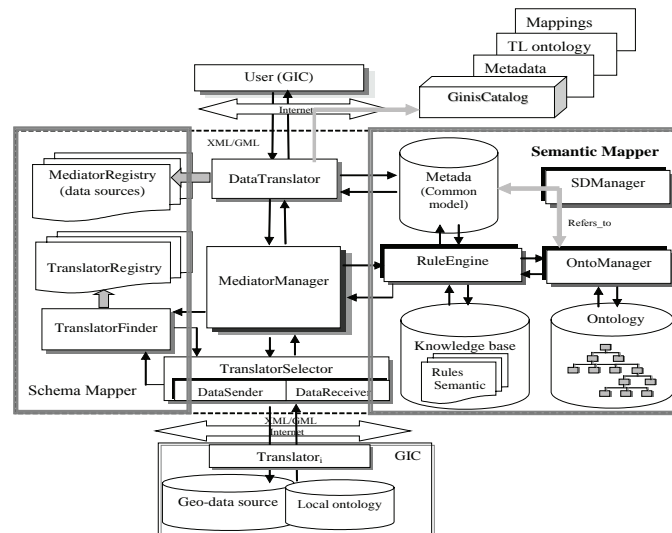 Mappings
TL ontology
Metadata
GinisCatalog
User (GIC)
Internet
XML/GML
MediatorRegistry
(data sources)
DataTranslator
Metada
(Common
model)
Semantic Mapper
SDManager
Refers_to
TranslatorRegistry
MediatorManager
RuleEngine
OntoManager
TranslatorFinder
Knowledge base
Rules
Semantic
Ontology
Schema Mapper
TranslatorSelector
DataSender
DataReceiver
XML/GML
Internet
Translatori
GIC
Geo-data source
Local ontology